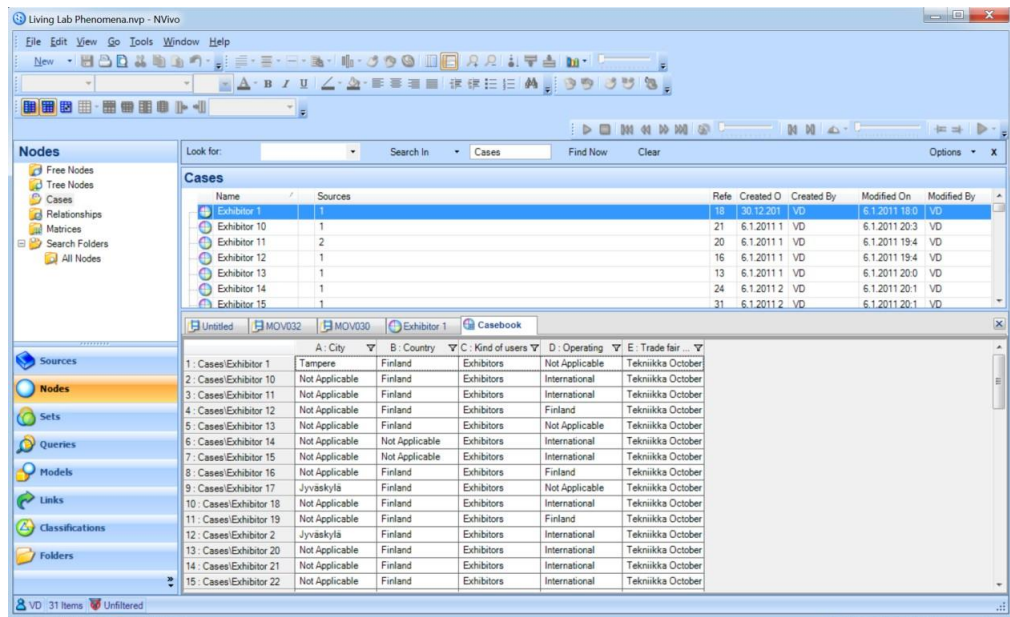 Living Lab Phenomena.nvp - NVivo
File Edit View Go Tools Window Help
New
B I U
Nodes
Free Nodes
Tree Nodes
Cases
Relationships
Matrices
Search Folders
All Nodes
Sources
Nodes
Sets
Queries
Models
Links
Classifications
Folders
Look for: Search In Cases Find Now Clear Options x
Cases
Name Sources Refe Created O Created By Modified On Modified By
Exhibitor 1 1 18 30.12.201 VD 6.1.2011 18:0 VD
Exhibitor 10 1 21 6.1.2011 1 VD 6.1.2011 20:3 VD
Exhibitor 11 2 20 6.1.2011 1 VD 6.1.2011 19:4 VD
Exhibitor 12 1 16 6.1.2011 1 VD 6.1.2011 19:4 VD
Exhibitor 13 1 13 6.1.2011 1 VD 6.1.2011 20:0 VD
Exhibitor 14 1 24 6.1.2011 2 VD 6.1.2011 20:1 VD
Exhibitor 15 1 31 6.1.2011 2 VD 6.1.2011 20:1 VD
Untitled MOV032 MOV030 Exhibitor 1 Casebook
A : City B : Country C : Kind of users D : Operating E : Trade fair ...
1 : Cases\Exhibitor 1 Tampere Finland Exhibitors Not Applicable Tekniikka October
2 : Cases\Exhibitor 10 Not Applicable Finland Exhibitors International Tekniikka October
3 : Cases\Exhibitor 11 Not Applicable Finland Exhibitors International Tekniikka October
4 : Cases\Exhibitor 12 Not Applicable Finland Exhibitors Finland Tekniikka October
5 : Cases\Exhibitor 13 Not Applicable Finland Exhibitors Not Applicable Tekniikka October
6 : Cases\Exhibitor 14 Not Applicable Not Applicable Exhibitors International Tekniikka October
7 : Cases\Exhibitor 15 Not Applicable Not Applicable Exhibitors International Tekniikka October
8 : Cases\Exhibitor 16 Not Applicable Finland Exhibitors Finland Tekniikka October
9 : Cases\Exhibitor 17 Jyväskylä Finland Exhibitors Not Applicable Tekniikka October
10 : Cases\Exhibitor 18 Not Applicable Finland Exhibitors International Tekniikka October
11 : Cases\Exhibitor 19 Not Applicable Finland Exhibitors Finland Tekniikka October
12 : Cases\Exhibitor 2 Jyväskylä Finland Exhibitors International Tekniikka October
13 : Cases\Exhibitor 20 Not Applicable Finland Exhibitors International Tekniikka October
14 : Cases\Exhibitor 21 Not Applicable Finland Exhibitors International Tekniikka October
15 : Cases\Exhibitor 22 Not Applicable Finland Exhibitors International Tekniikka October
VD 31 Items Unfiltered